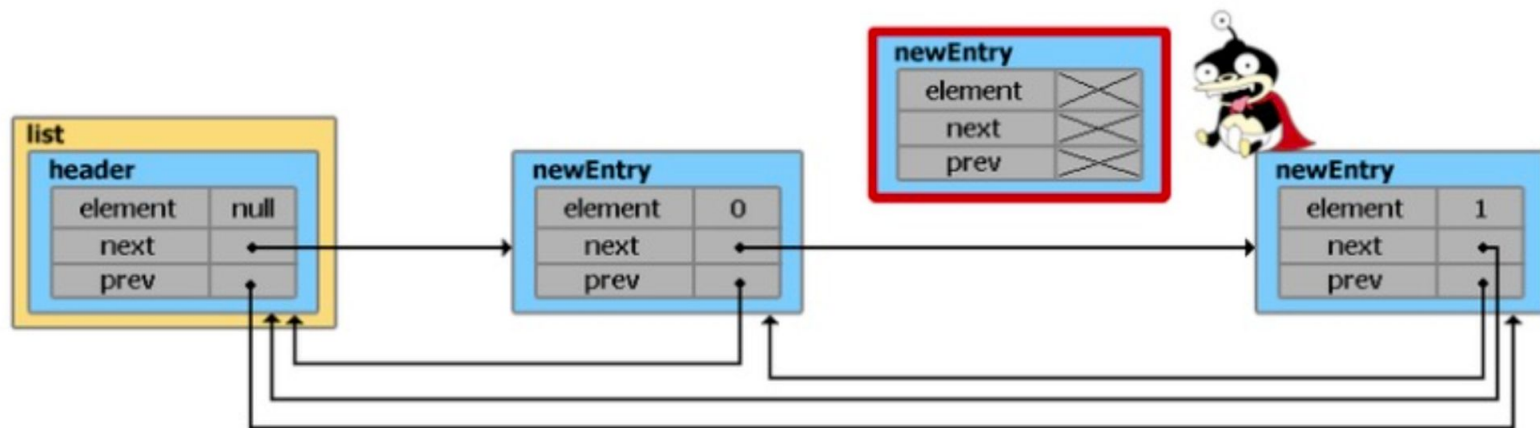 newEntry
element
next
prev
list
header
element null
next
prev
newEntry
element 0
next
prev
newEntry
element 1
next
prev